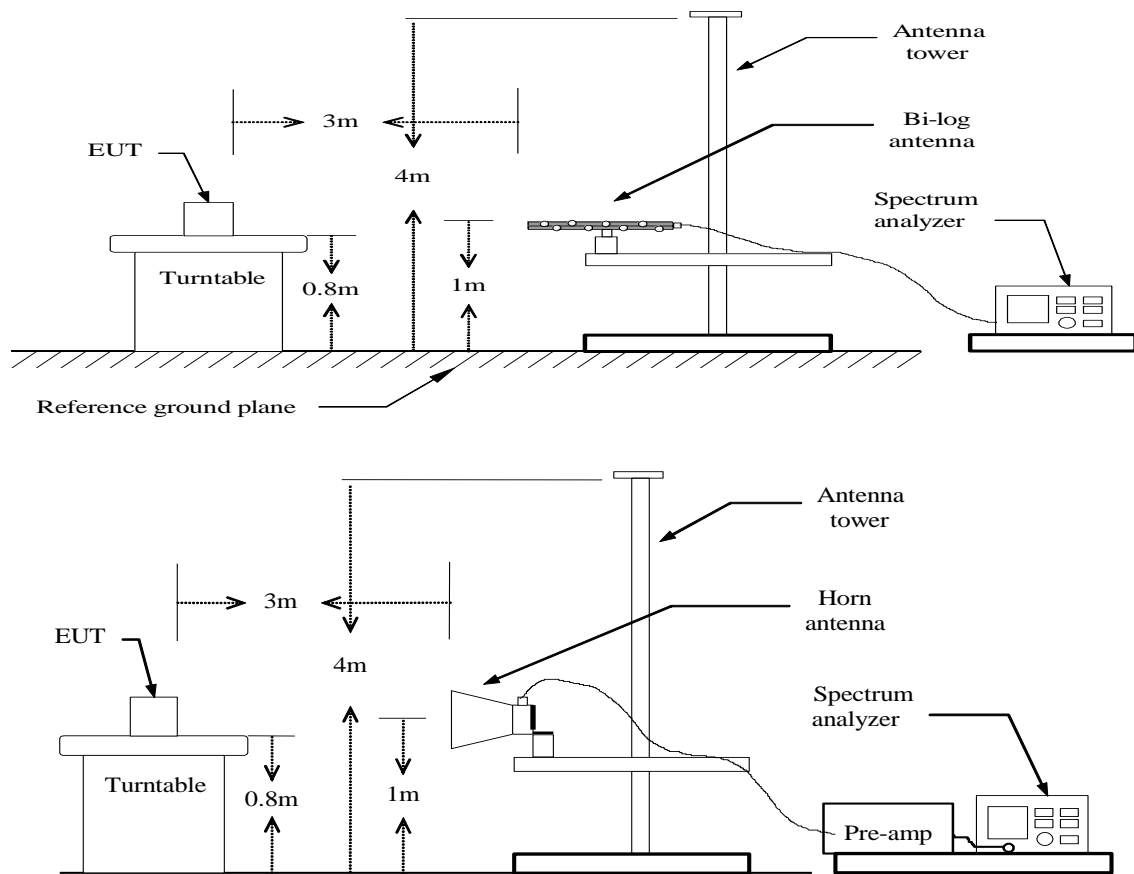 Antenna
tower
3m
Bi-log
antenna
EUT
4m
Spectrum
analyzer
Turntable
0.8m
1m
Reference ground plane
Antenna
tower
3m
Horn
antenna
EUT
4m
Spectrum
analyzer
Turntable
0.8m
1m
Pre-amp